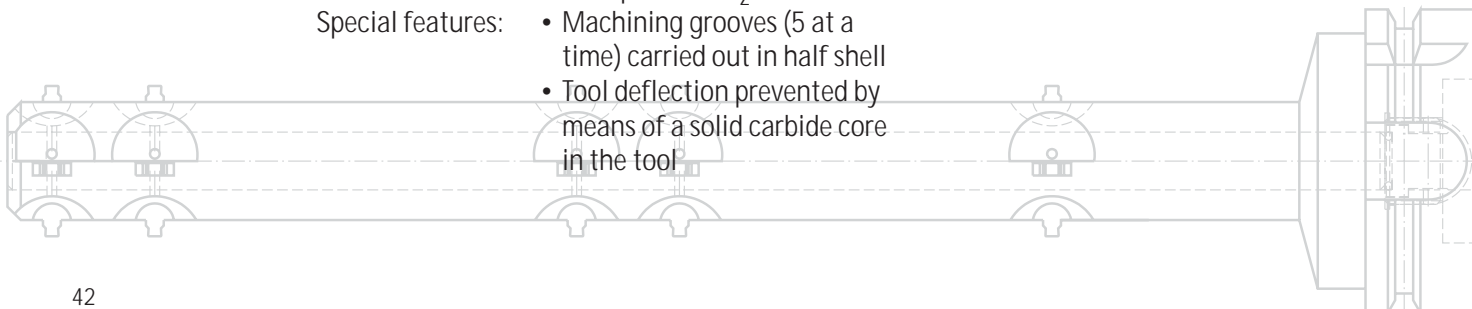 Special features: • Machining grooves (5 at a
time) carried out in half shell
• Tool deflection prevented by
means of a solid carbide core
in the tool
42